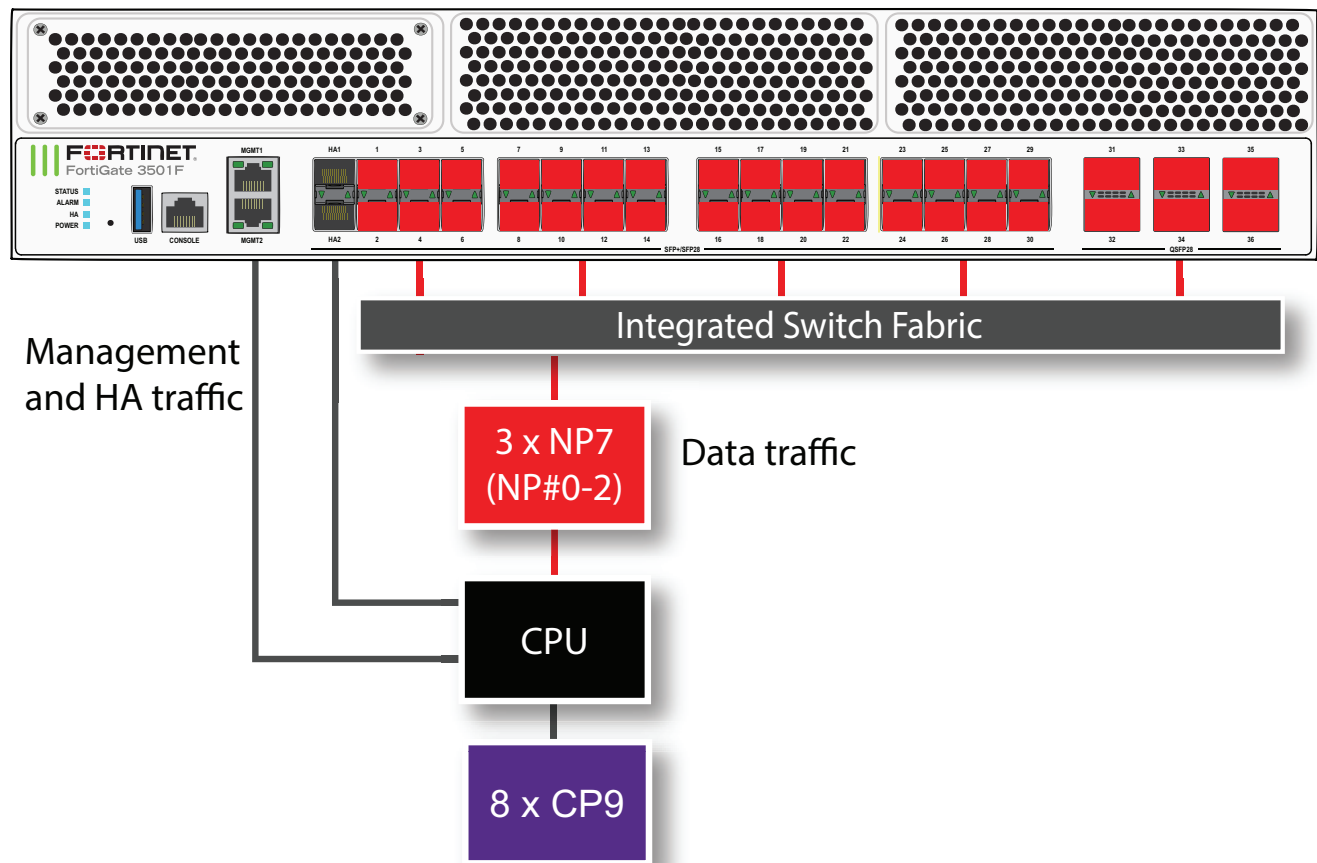 FORTINET.
FortiGate 3501F
STATUS
ALARM
HA
POWER
USB
CONSOLE
MGMT1
MGMT2
HA1 1 3 5 7 9 11 13 15 17 19 21 23 25 27 29 31 33 35
HA2 2 4 6 8 10 12 14 16 18 20 22 24 26 28 30 32 34 36
SFP+/SFP28
QSFP28
Integrated Switch Fabric
Management
and HA traffic
3 x NP7
(NP#0-2)
Data traffic
CPU
8 x CP9